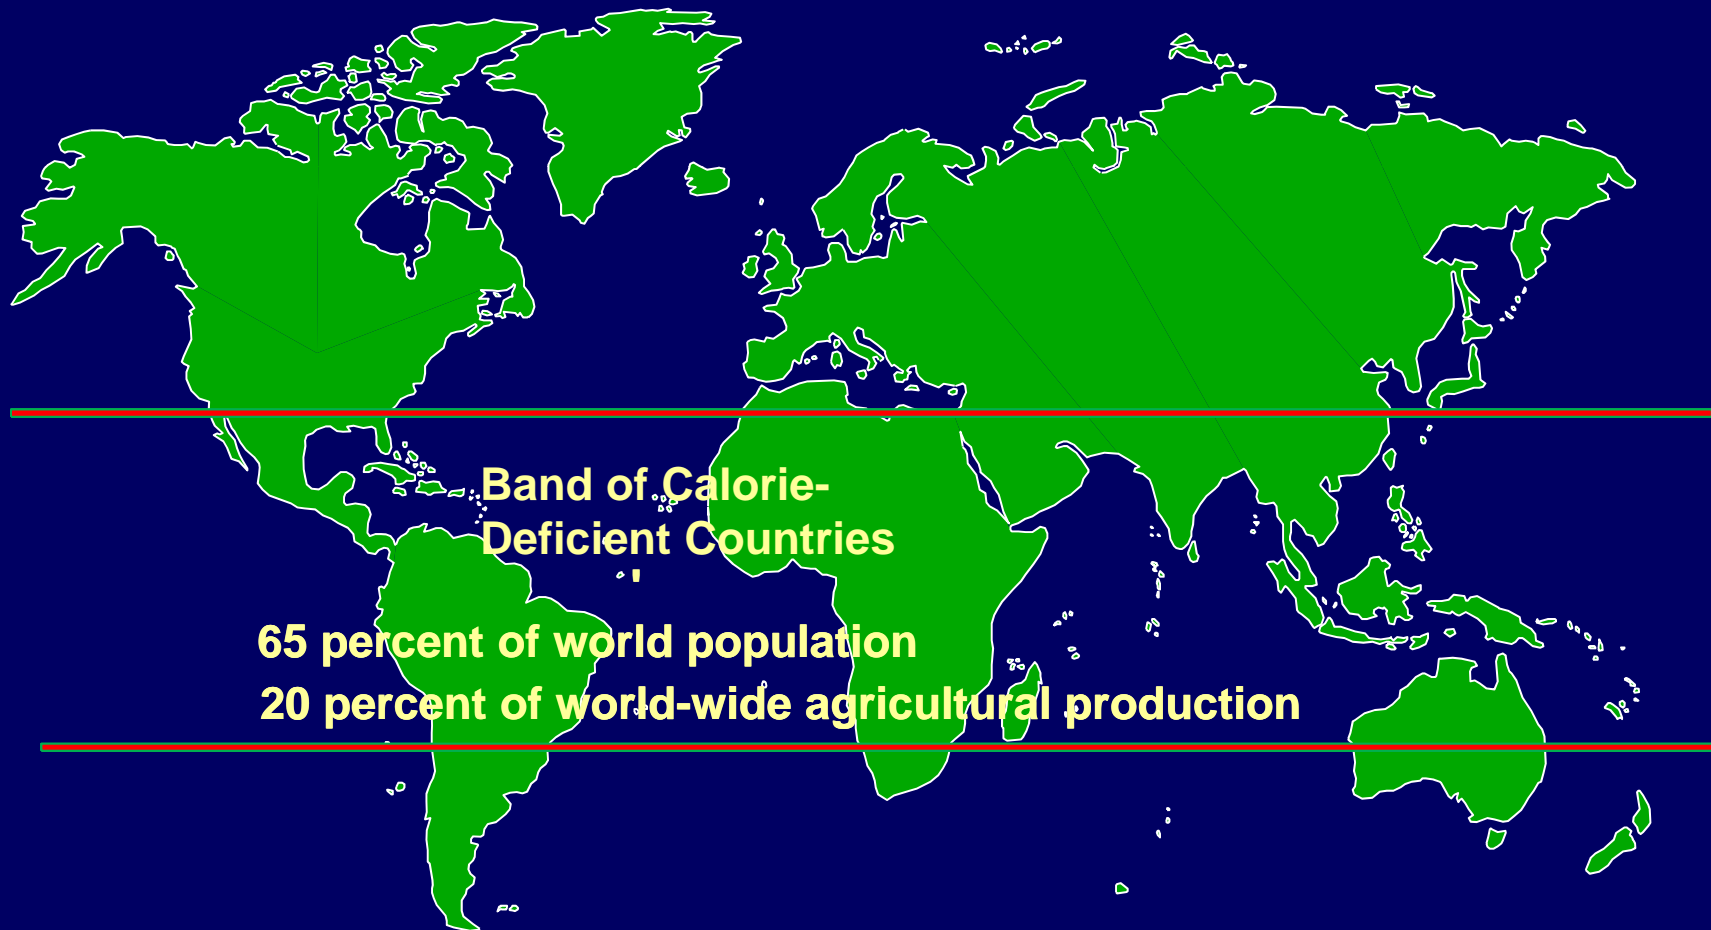 Band of Calorie-
Deficient Countries
'
65 percent of world population
20 percent of world-wide agricultural production